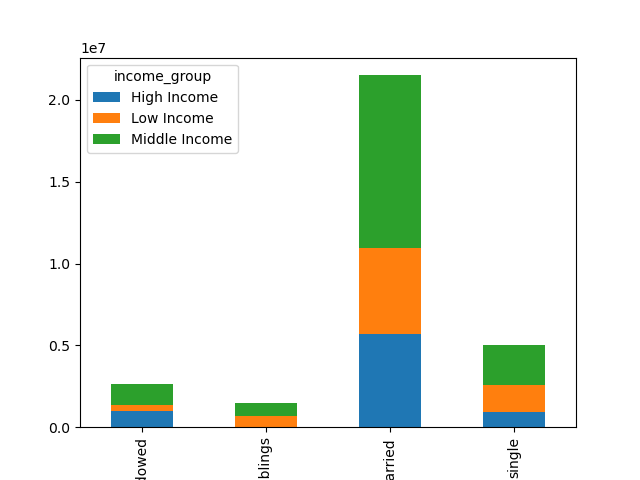 1e7
income_group
High Income
Low Income
Middle Income
2.0
1.5
1.0
0.5
0.0
dowed
blings
arried
single